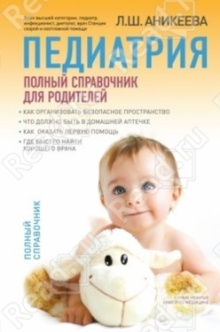 врач высшей категории, педиатр,
инфекционист, диетолог, врач Станции
скорой и неотложной помощи
Л.Ш. АНИКЕЕВА
ПЕДИАТРИЯ
ПОЛНЫЙ СПРАВОЧНИК
ДЛЯ РОДИТЕЛЕЙ
• КАК ОРГАНИЗОВАТЬ БЕЗОПАСНОЕ ПРОСТРАНСТВО
• ЧТО ДОЛЖНО БЫТЬ В ДОМАШНЕЙ АПТЕЧКЕ
• КАК ОКАЗАТЬ ПЕРВУЮ ПОМОЩЬ
• ГДЕ БЫСТРО НАЙТИ
ХОРОШЕГО ВРАЧА
ПОЛНЫЙ
СПРАВОЧНИК